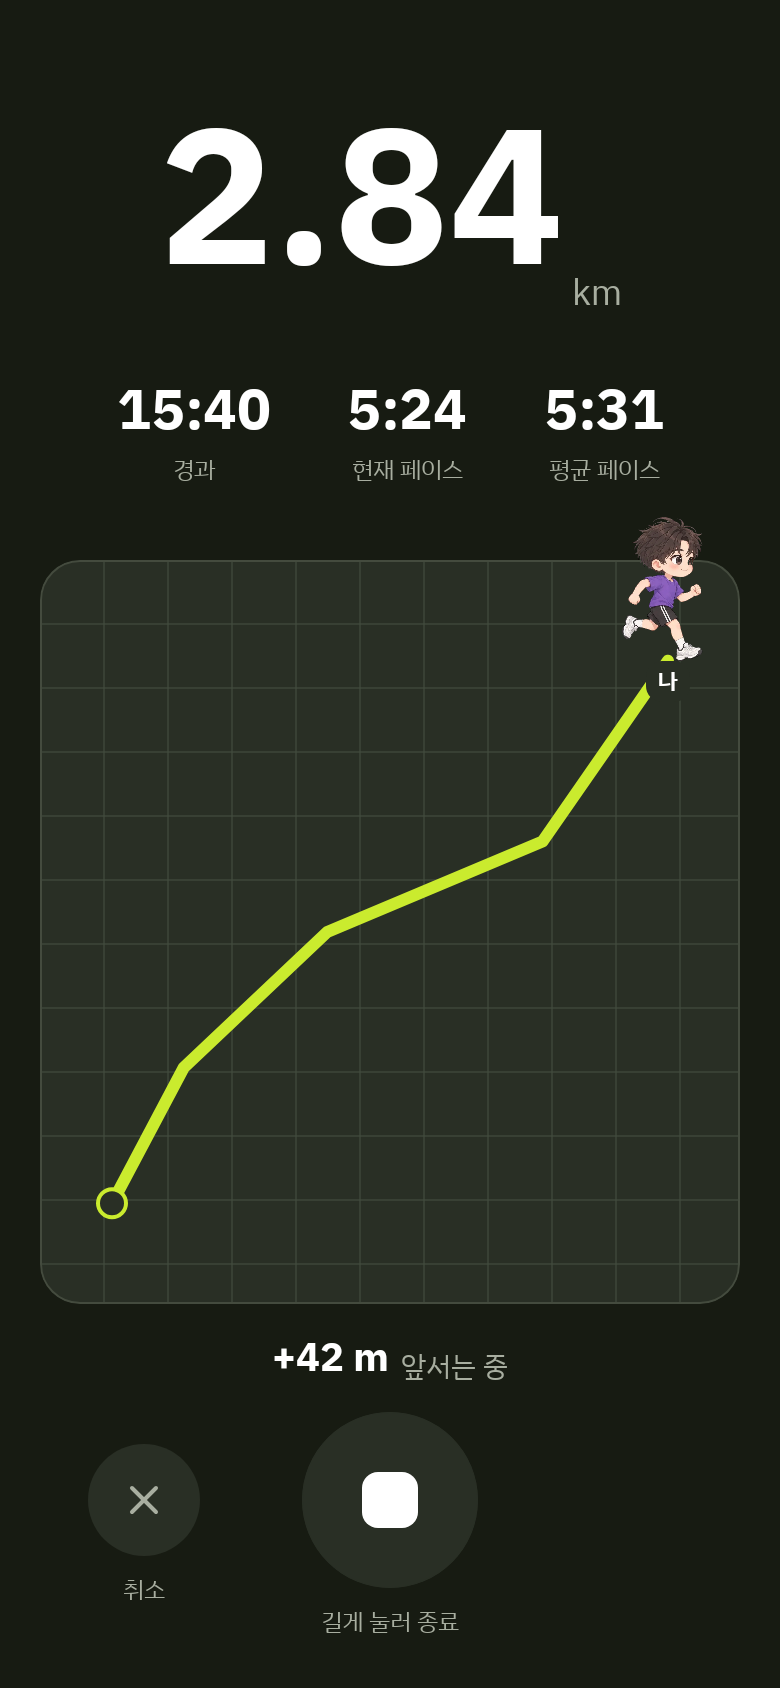 2.84 km
15:40 5:24 5:31
경과 현재 페이스 평균 페이스
나
+42 m 앞서는 중
취소
길게 눌러 종료